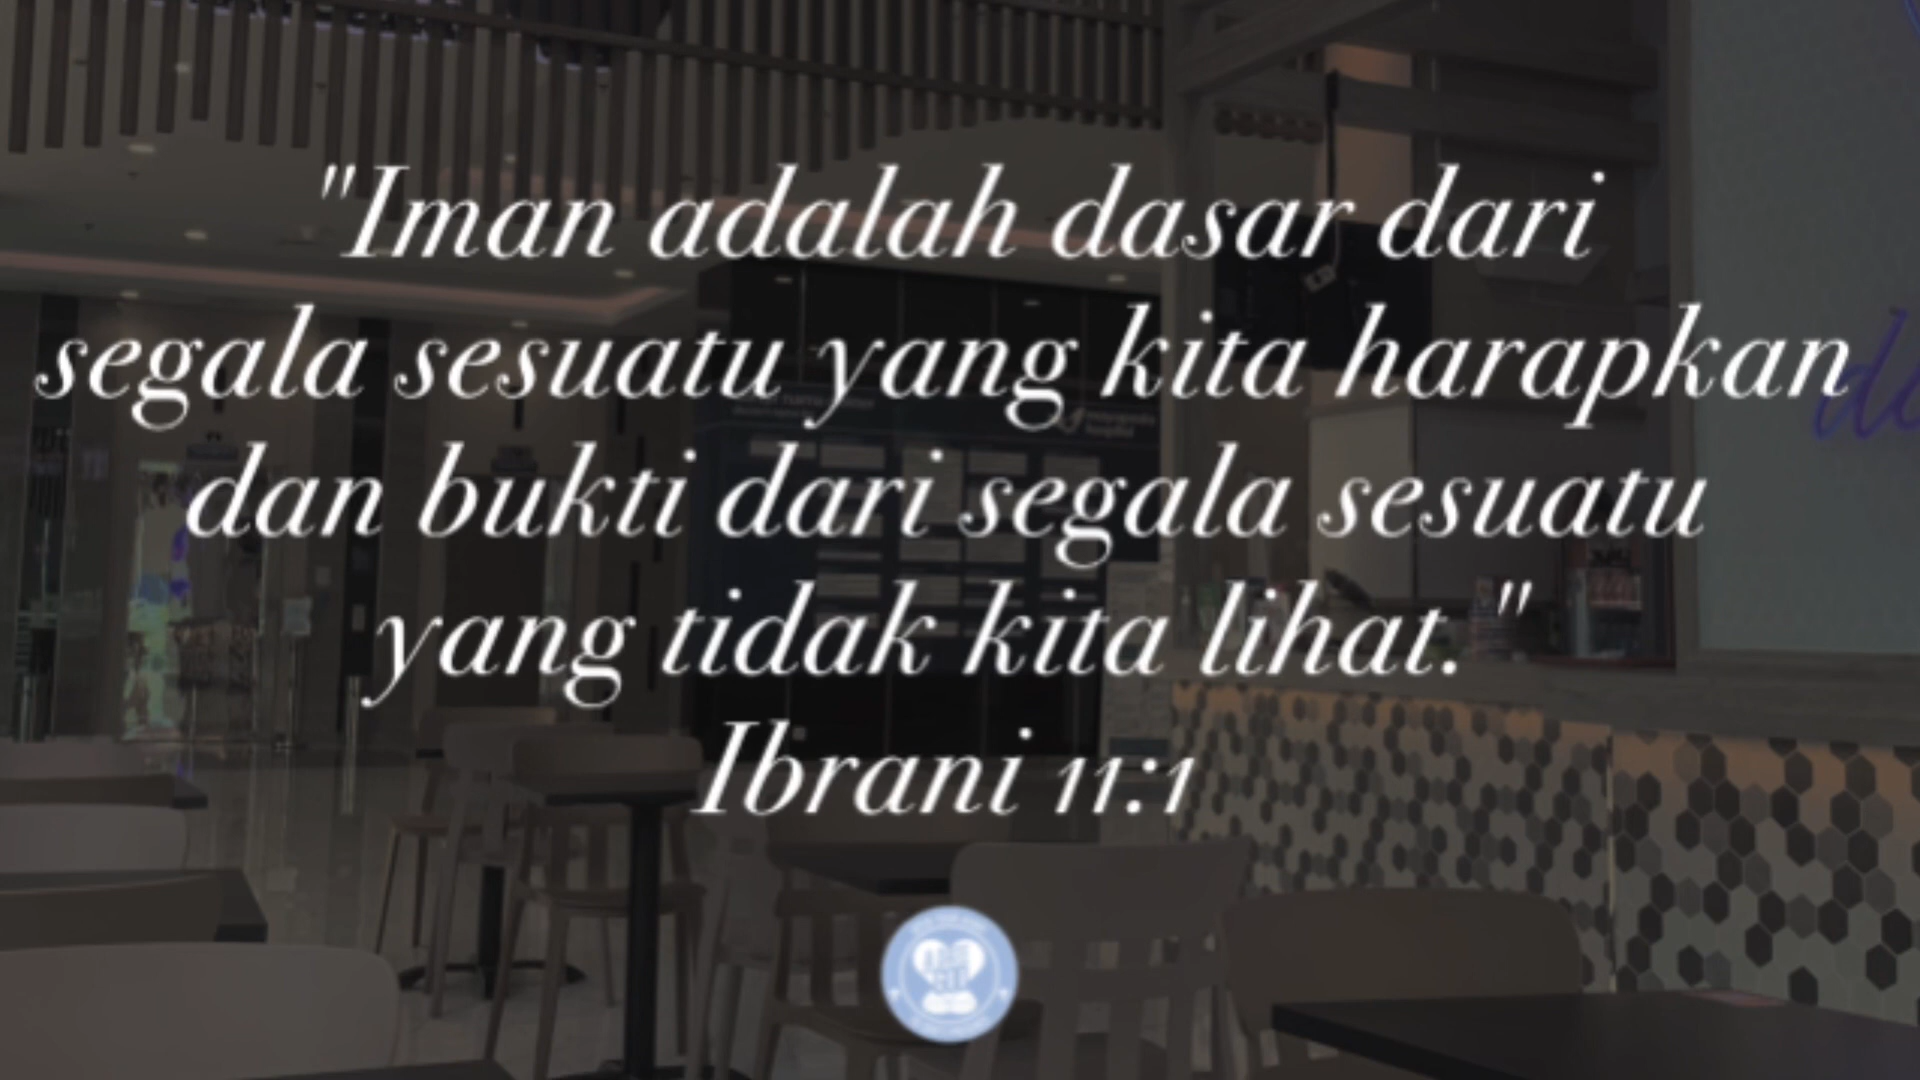 "Iman adalah dasar dari
segala sesuatu yang kita harapkan
dan bukti dari segala sesuatu
yang tidak kita lihat."
Ibrani 11:1